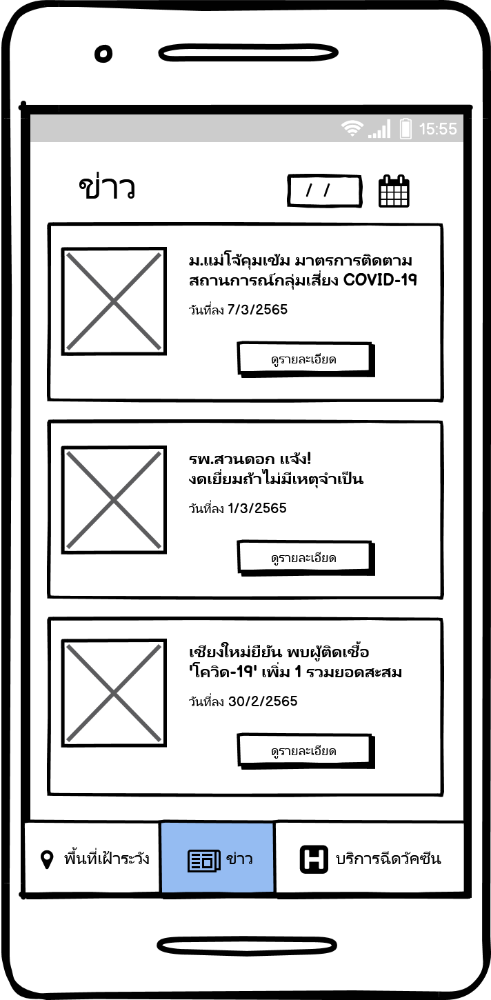 15:55
ข่าว
/ /
ม.แม่โจ้คุมเข้ม มาตรการติดตาม
สถานการณ์กลุ่มเสี่ยง COVID-19
วันที่ลง 7/3/2565
ดูรายละเอียด
รพ.สวนดอก แจ้ง!
งดเยี่ยมถ้าไม่มีเหตุจำเป็น
วันที่ลง 1/3/2565
ดูรายละเอียด
เชียงใหม่ยืยัน พบผู้ติดเชื้อ
'โควิด-19' เพิ่ม 1 รวมยอดสะสม
วันที่ลง 30/2/2565
ดูรายละเอียด
พื้นที่เฝ้าระวัง
ข่าว
H บริการฉีดวัคซีน